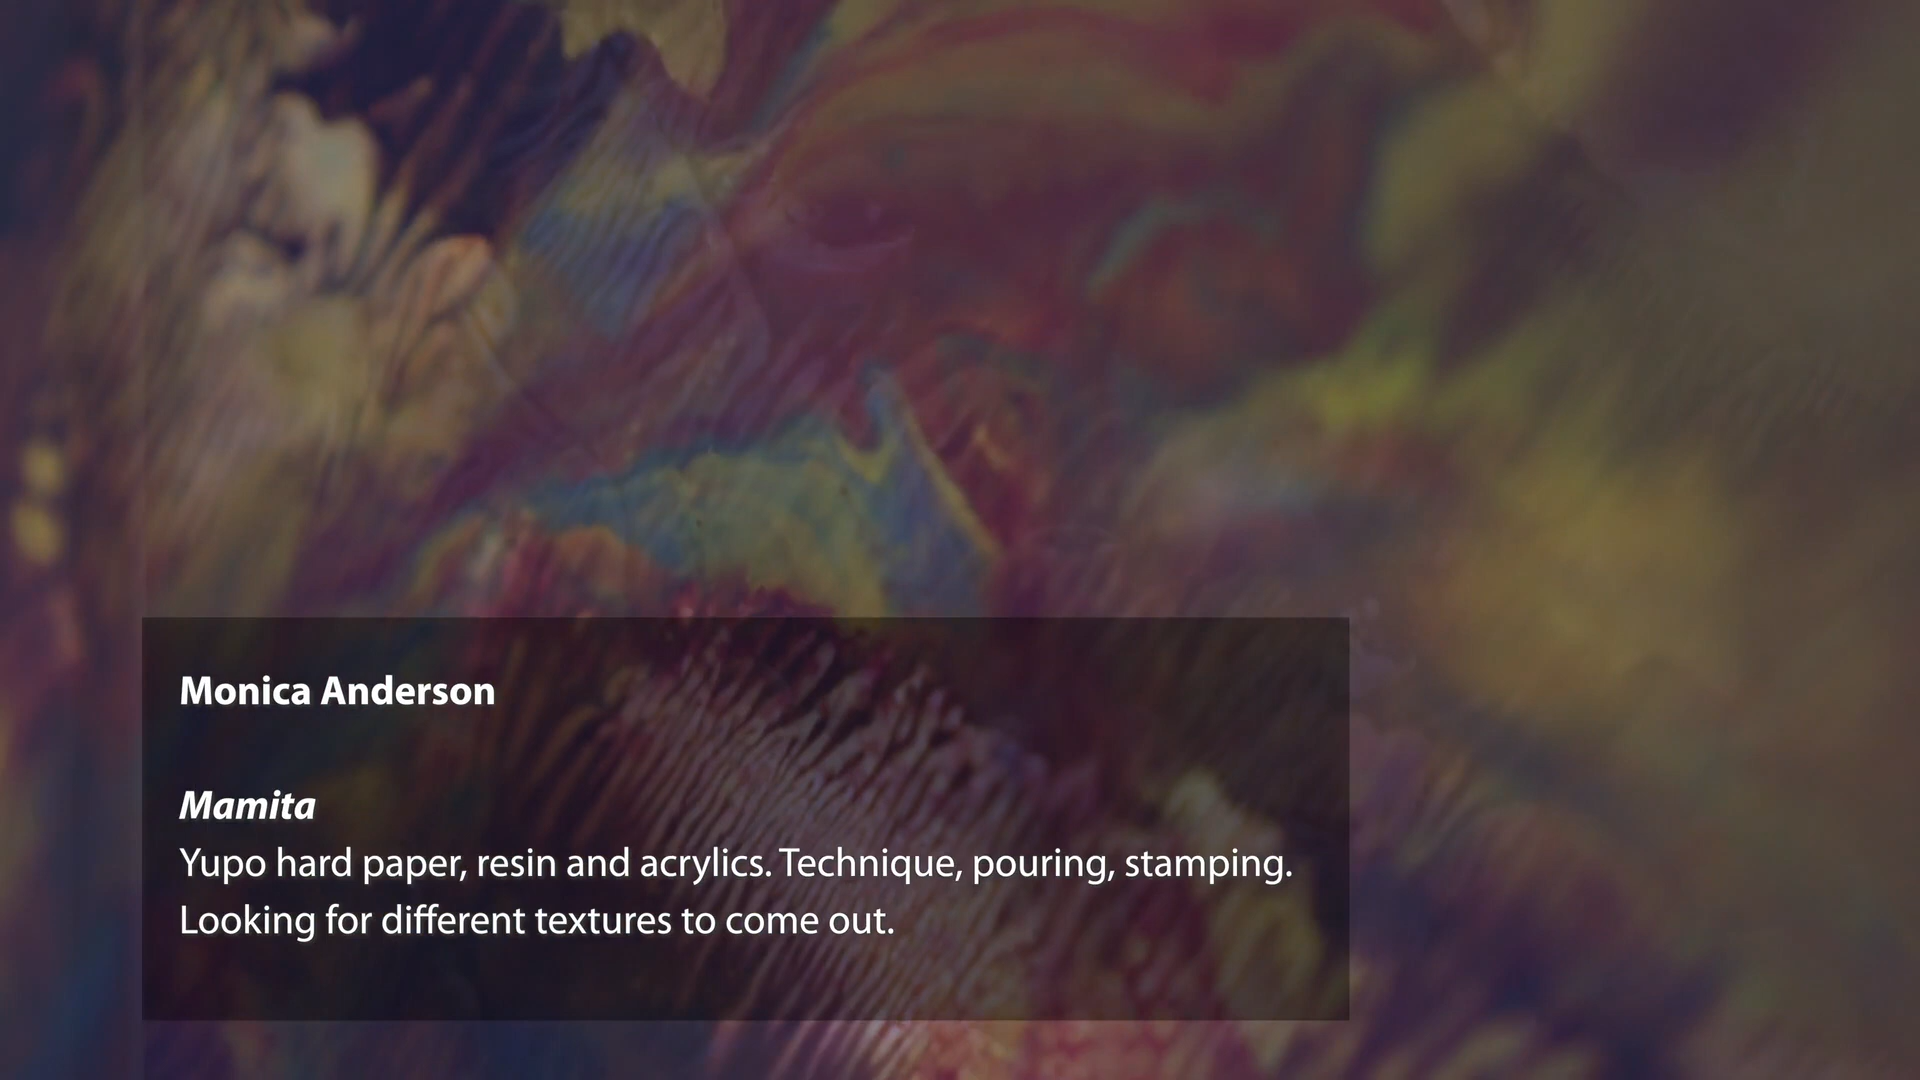 Monica Anderson
Mamita
Yupo hard paper, resin and acrylics. Technique, pouring, stamping.
Looking for different textures to come out.